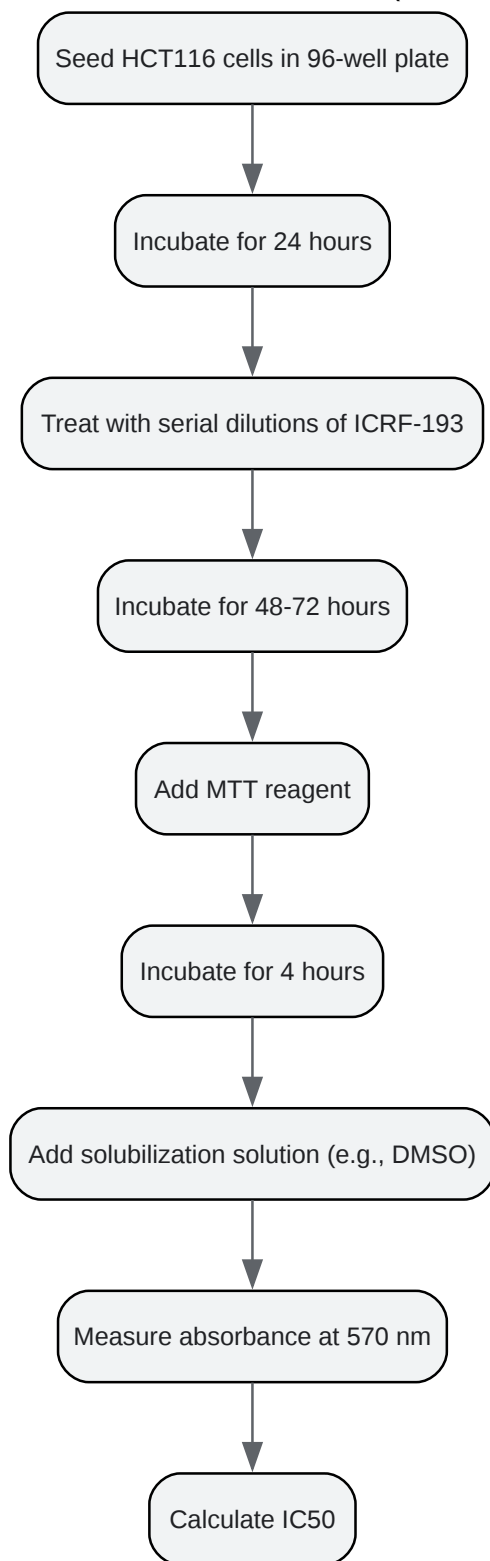 Seed HCT116 cells in 96-well plate
Incubate for 24 hours
Treat with serial dilutions of ICRF-193
Incubate for 48-72 hours
Add MTT reagent
Incubate for 4 hours
Add solubilization solution (e.g., DMSO)
Measure absorbance at 570 nm
Calculate IC50